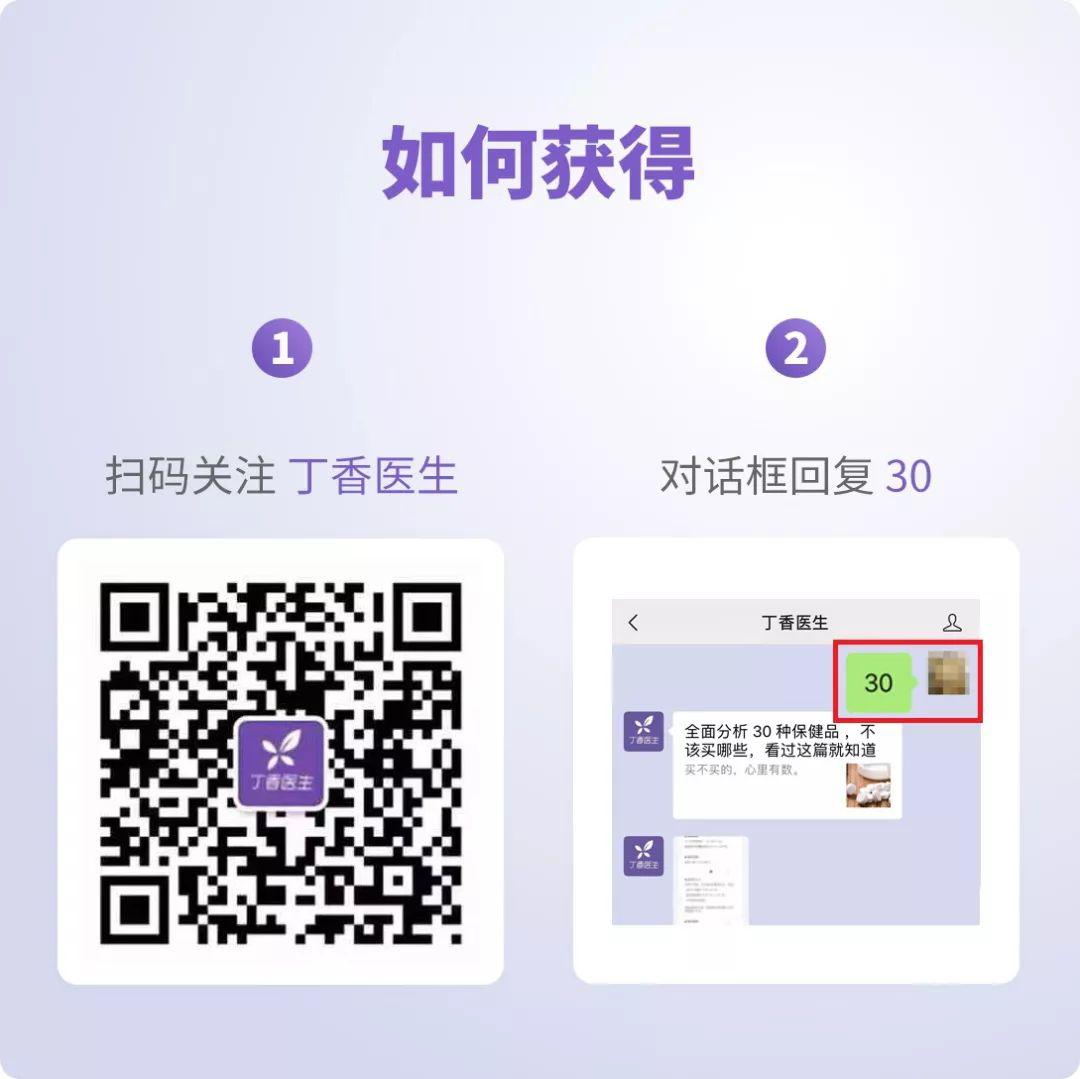 如何获得
1
扫码关注 丁香医生
丁香医生
2
对话框回复 30
丁香医生
30
丁香医生
全面分析 30 种保健品，不
该买哪些，看过这篇就知道
买不买的，心里有数。
丁香医生